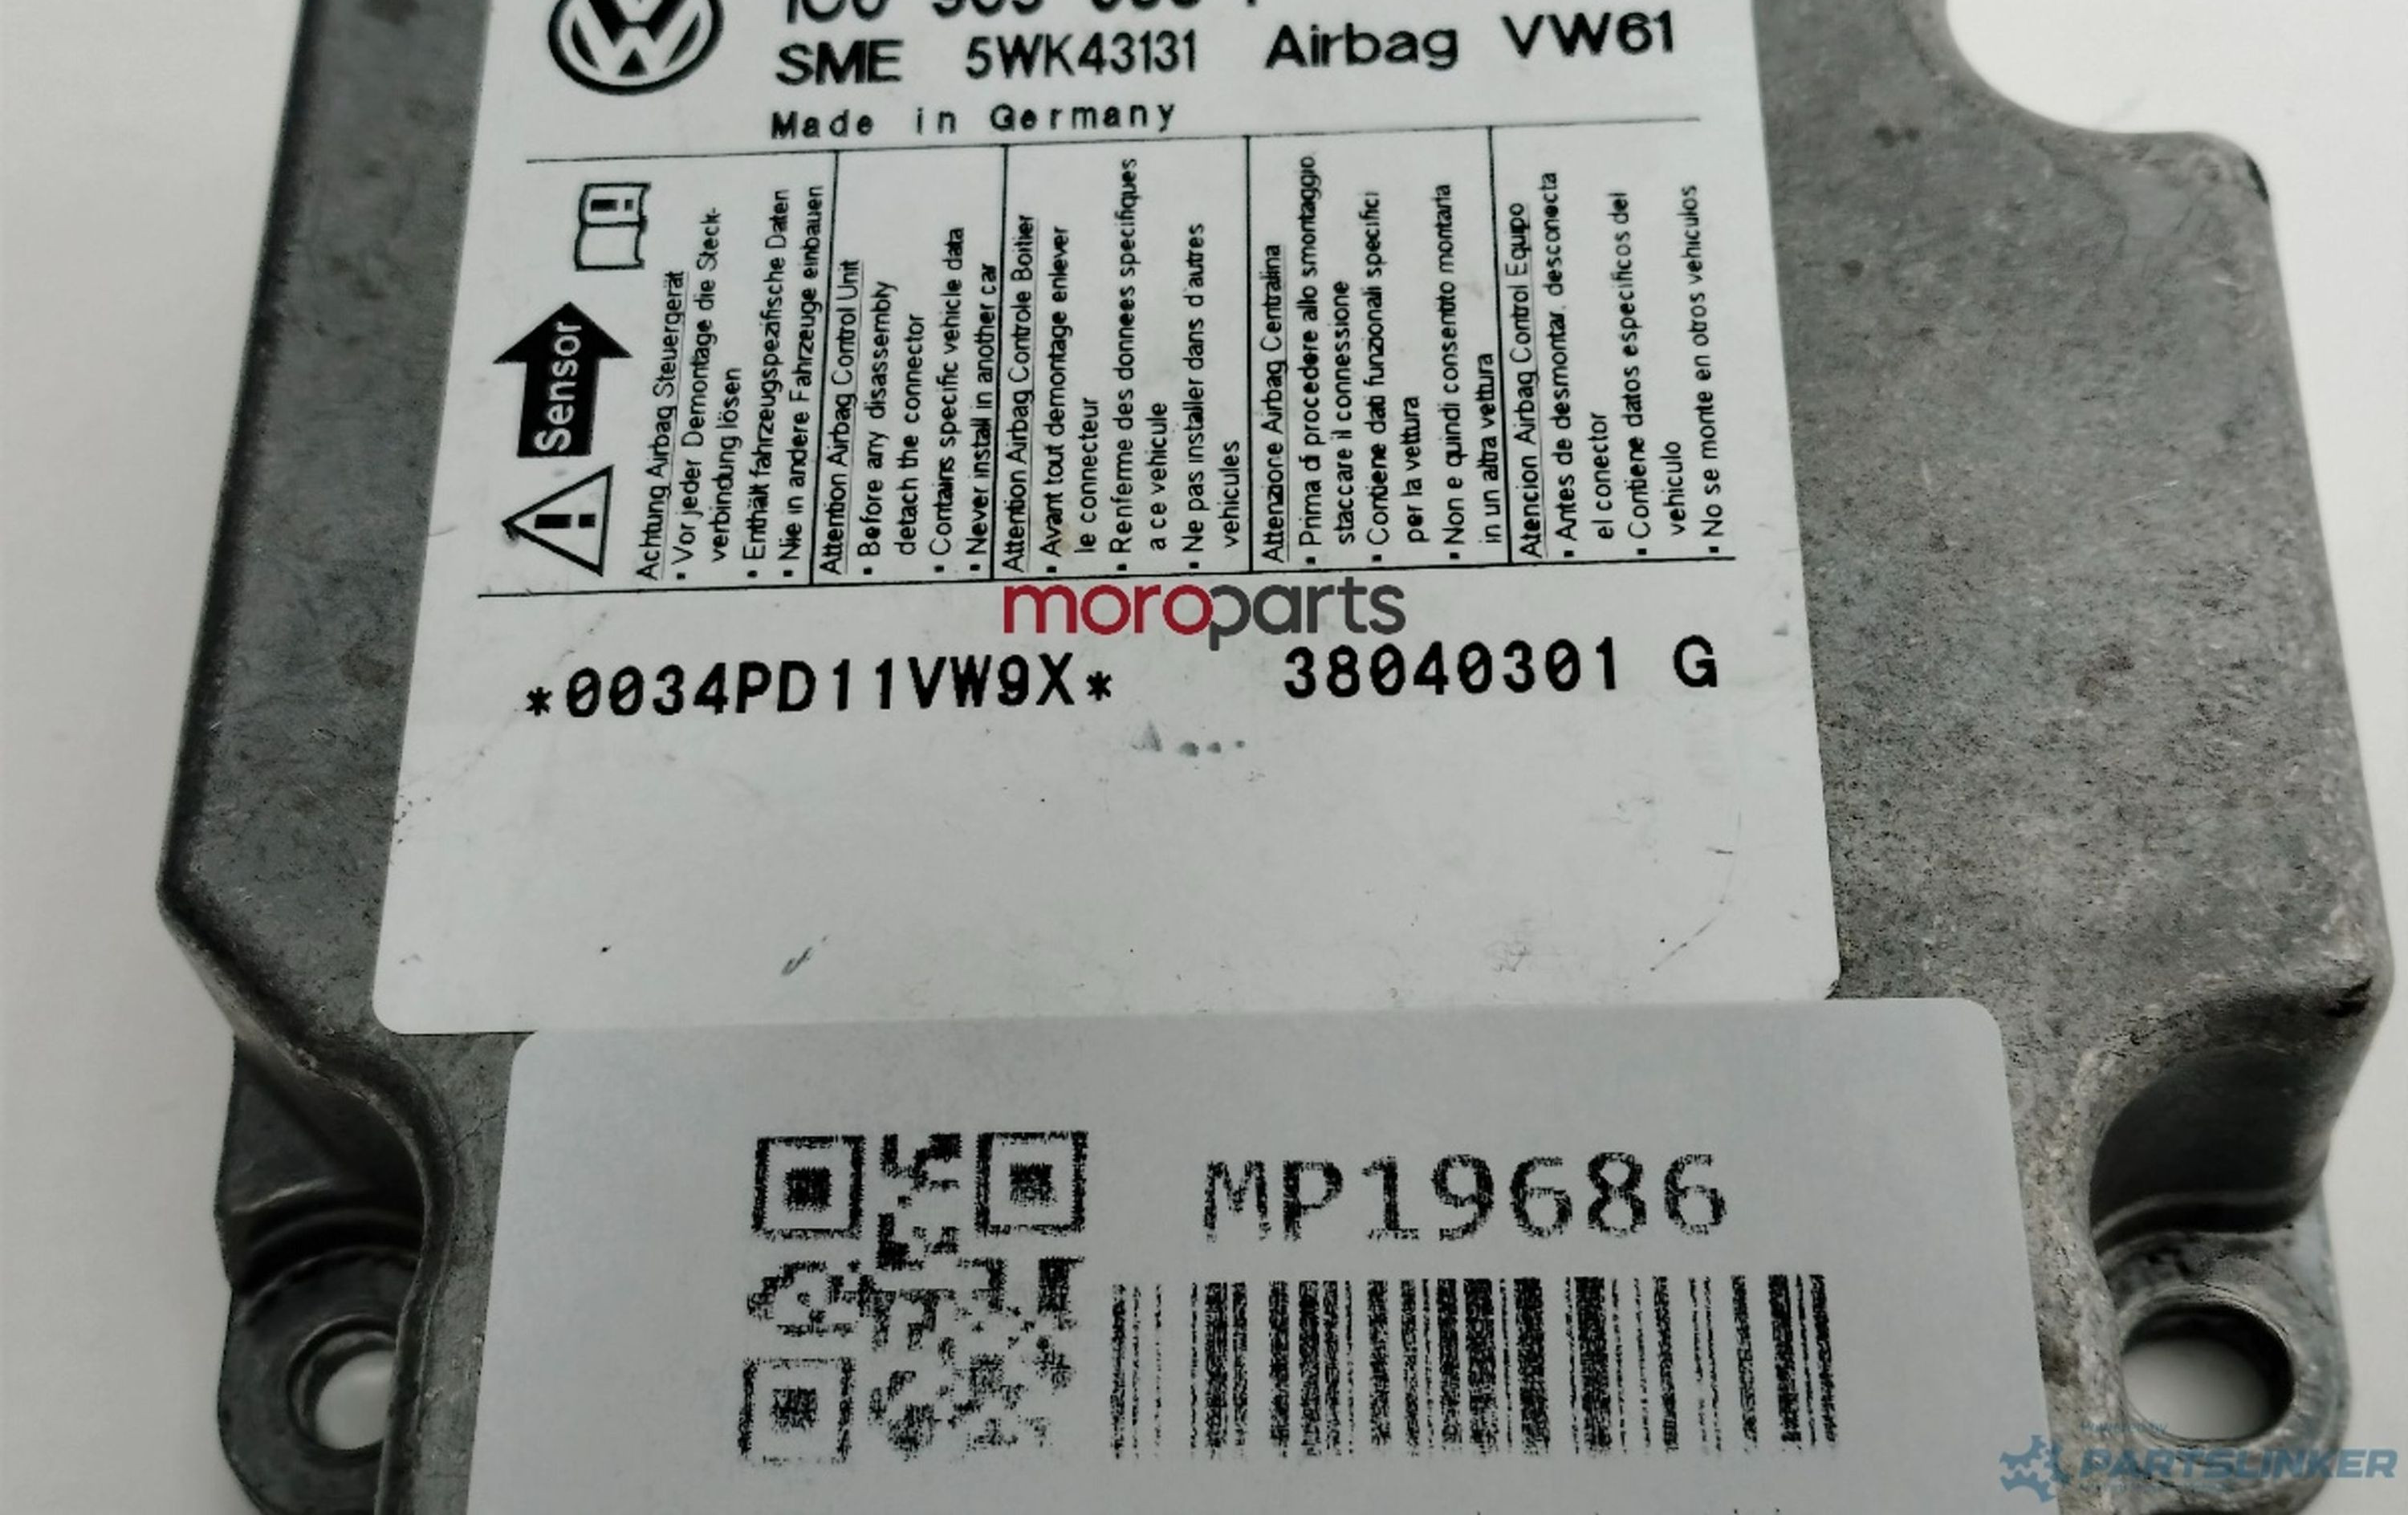 SME 5WK43131 Airbag VW61
Made in Germany
Sensor
Achtung Airbag Steuergerät
• Vor jeder Demontage die Steck-
verbindung lösen
• Enthält fahrzeugspezifische Daten
• Nie in andere Fahrzeuge einbauen
Attention Airbag Control Unit
• Before any disassembly
detach the connector
• Contains specific vehicle data
• Never install in another car
Attention Airbag Controle Boitier
• Avant tout demontage enlever
le connecteur
• Renferme des donnees specifiques
a ce vehicule
• Ne pas installer dans d'autres
vehicules
Attenzione Airbag Centralina
• Prima di procedere allo smontaggio
staccare il connessione
• Contiene dati funzionali specifici
per la vettura
• Non e quindi consentito montarla
in un altra vettura
Atencion Airbag Control Equipo
• Antes de desmontar, desconecta
el conector
• Contiene datos especificos del
vehiculo
• No se monte en otros vehiculos
moroparts
*0034PD11VW9X* 38040301 G
MP19686
PARTSLINKER